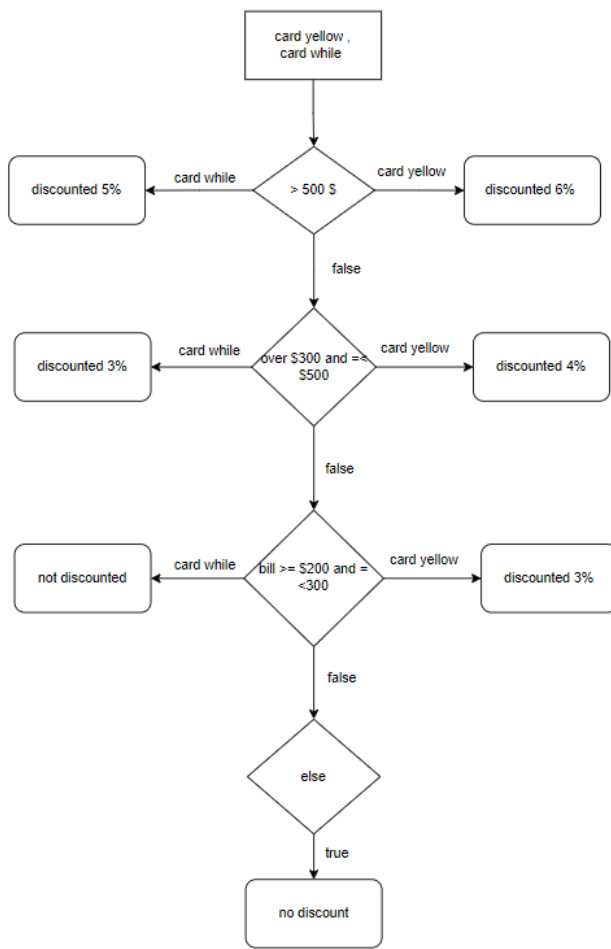 card yellow ,
card while
card while
card yellow
discounted 5%
> 500 $
discounted 6%
false
card while
card yellow
discounted 3%
over $300 and =<
$500
discounted 4%
false
card while
card yellow
not discounted
bill >= $200 and =
<300
discounted 3%
false
else
true
no discount